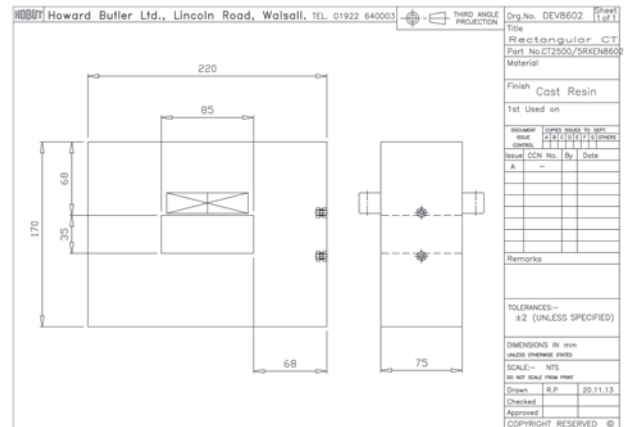 HOBUT Howard Butler Ltd., Lincoln Road, Walsall. TEL. 01922 640003
THIRD ANGLE
PROJECTION
Drg.No. DEV8602
Sheet
1 of 1
Title
Rectangular CT
Part No.CT2500/5RXEN8602
Material
Finish
Cast Resin
1st Used on
DOCUMENT
ISSUE
CONTROL
COPIES ISSUED TO DEPT.
A B C D E F G OTHERS
Issue CCN No. By Date
A -
Remarks
TOLERANCES:-
±2 (UNLESS SPECIFIED)
DIMENSIONS IN mm
UNLESS OTHERWISE STATED
SCALE:- NTS
DO NOT SCALE FROM PRINT
Drawn R.P 20.11.13
Checked
Approved
COPYRIGHT RESERVED ©
220
85
68
170
35
68
75